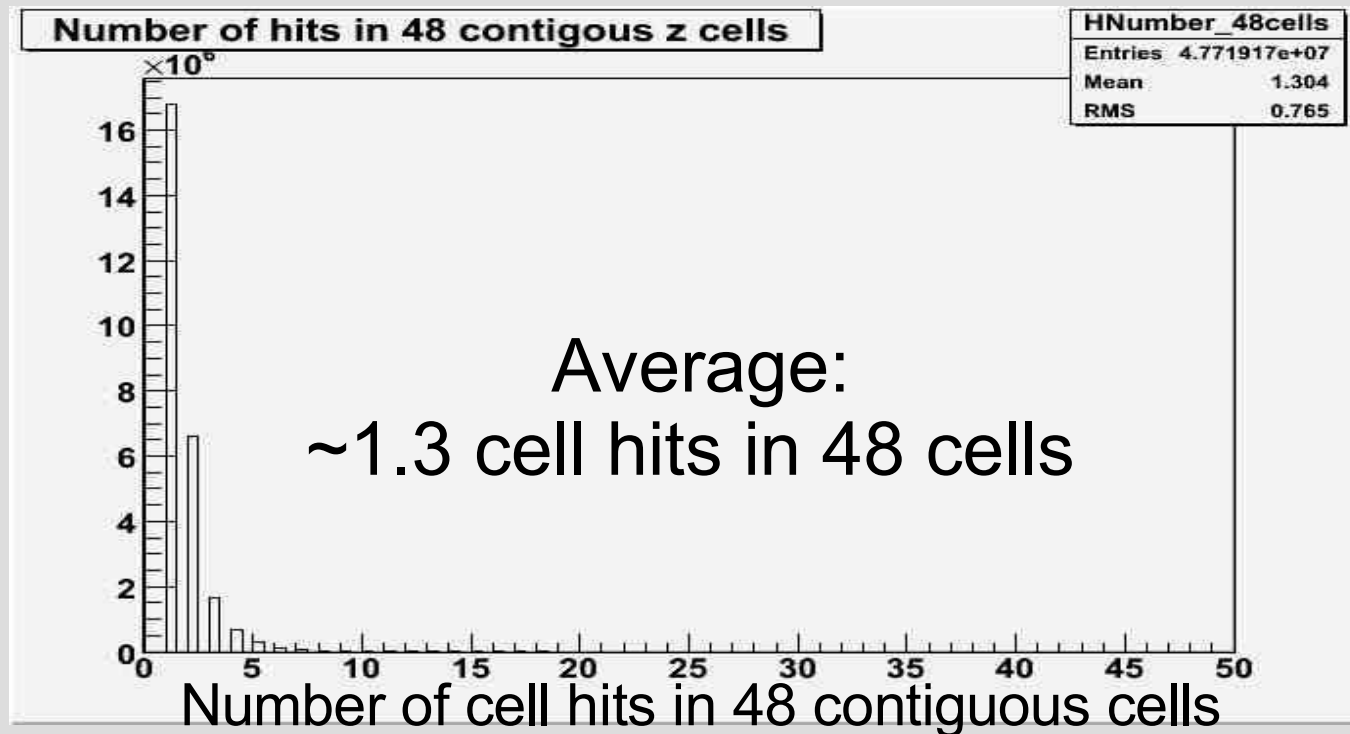 Number of hits in 48 contigous z cells
HNumber_48cells
Entries 4.771917e+07
Mean 1.304
RMS 0.765
×10⁶
16
14
12
10
8
6
4
2
0
Average:
~1.3 cell hits in 48 cells
0 5 10 15 20 25 30 35 40 45 50
Number of cell hits in 48 contiguous cells